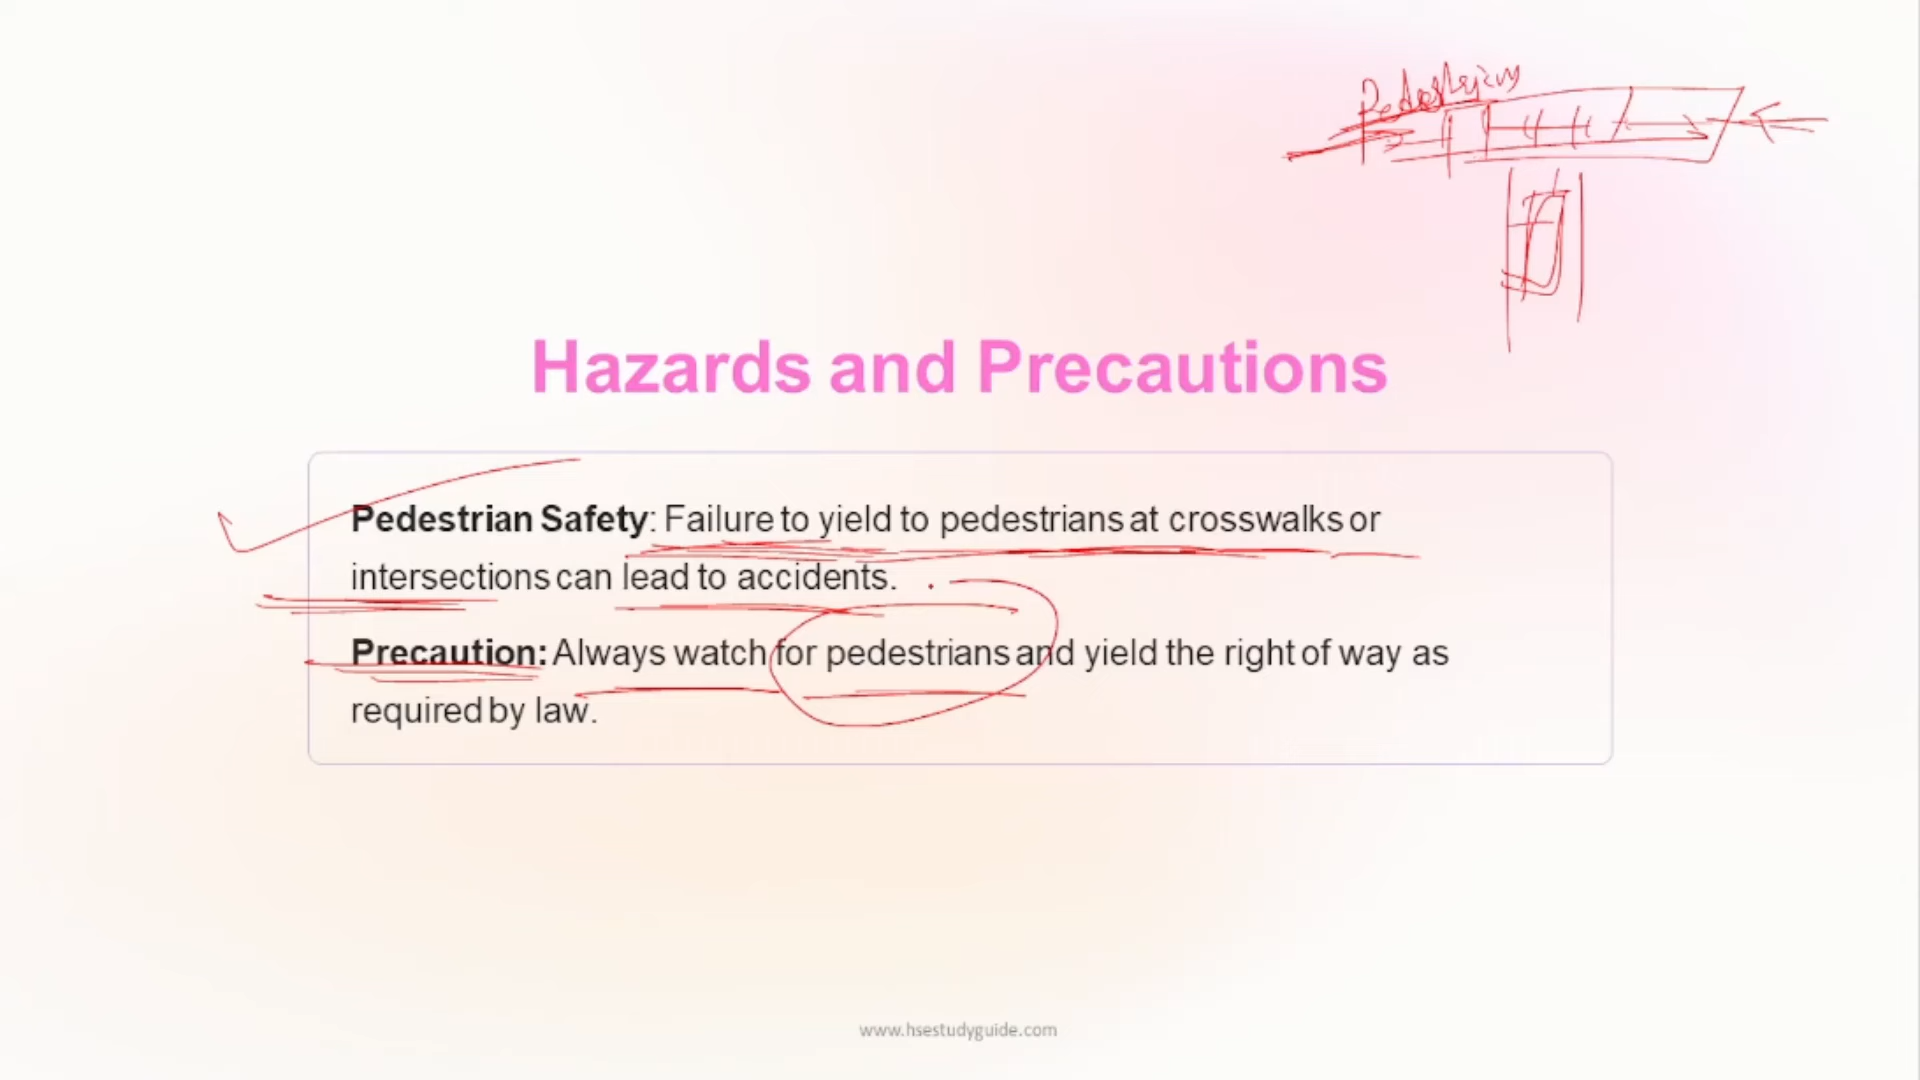 Pedestrians
Hazards and Precautions
Pedestrian Safety: Failure to yield to pedestrians at crosswalks or
intersections can lead to accidents.
Precaution: Always watch for pedestrians and yield the right of way as
required by law.
www.hsestudyguide.com